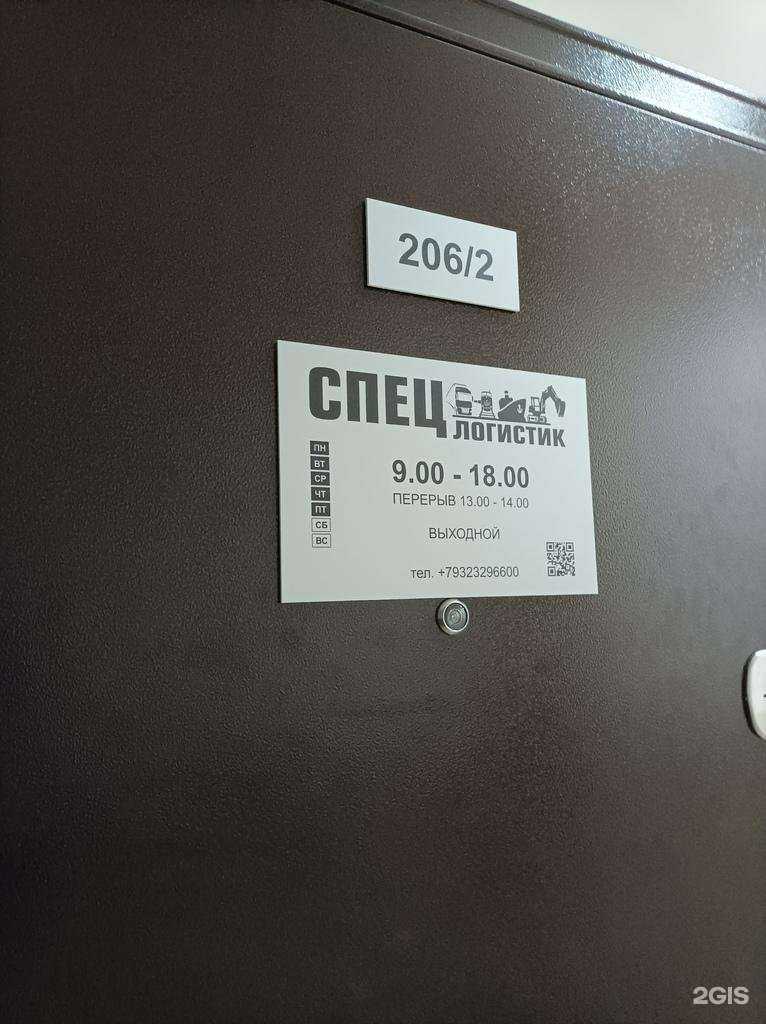 206/2
СПЕЦ
ЛОГИСТИК
ПН
ВТ
СР
ЧТ
ПТ
СБ
ВС
9.00 - 18.00
ПЕРЕРЫВ 13.00 - 14.00
ВЫХОДНОЙ
тел. +79323296600
2GIS